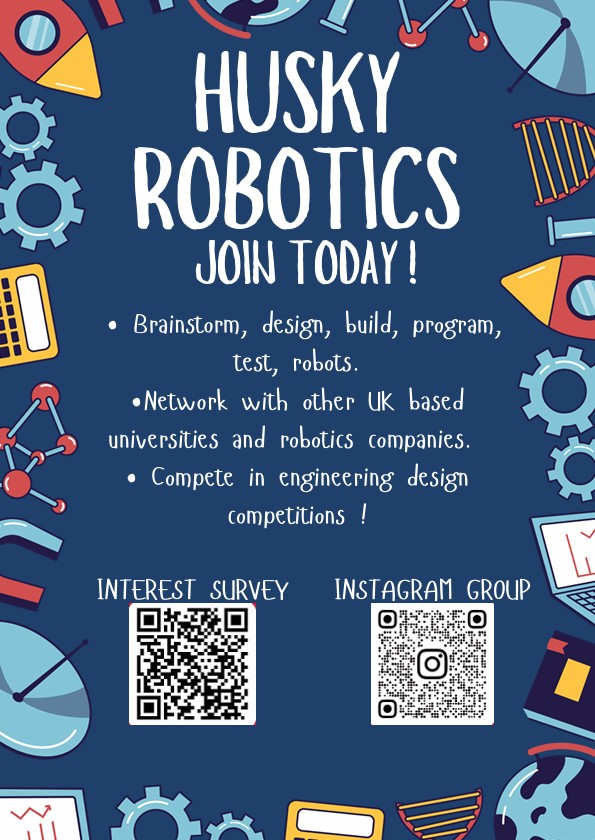 HUSKY
ROBOTICS
JOIN TODAY!
• Brainstorm, design, build, program,
test, robots.
•Network with other UK based
universities and robotics companies.
• Compete in engineering design
competitions !
INTEREST SURVEY INSTAGRAM GROUP